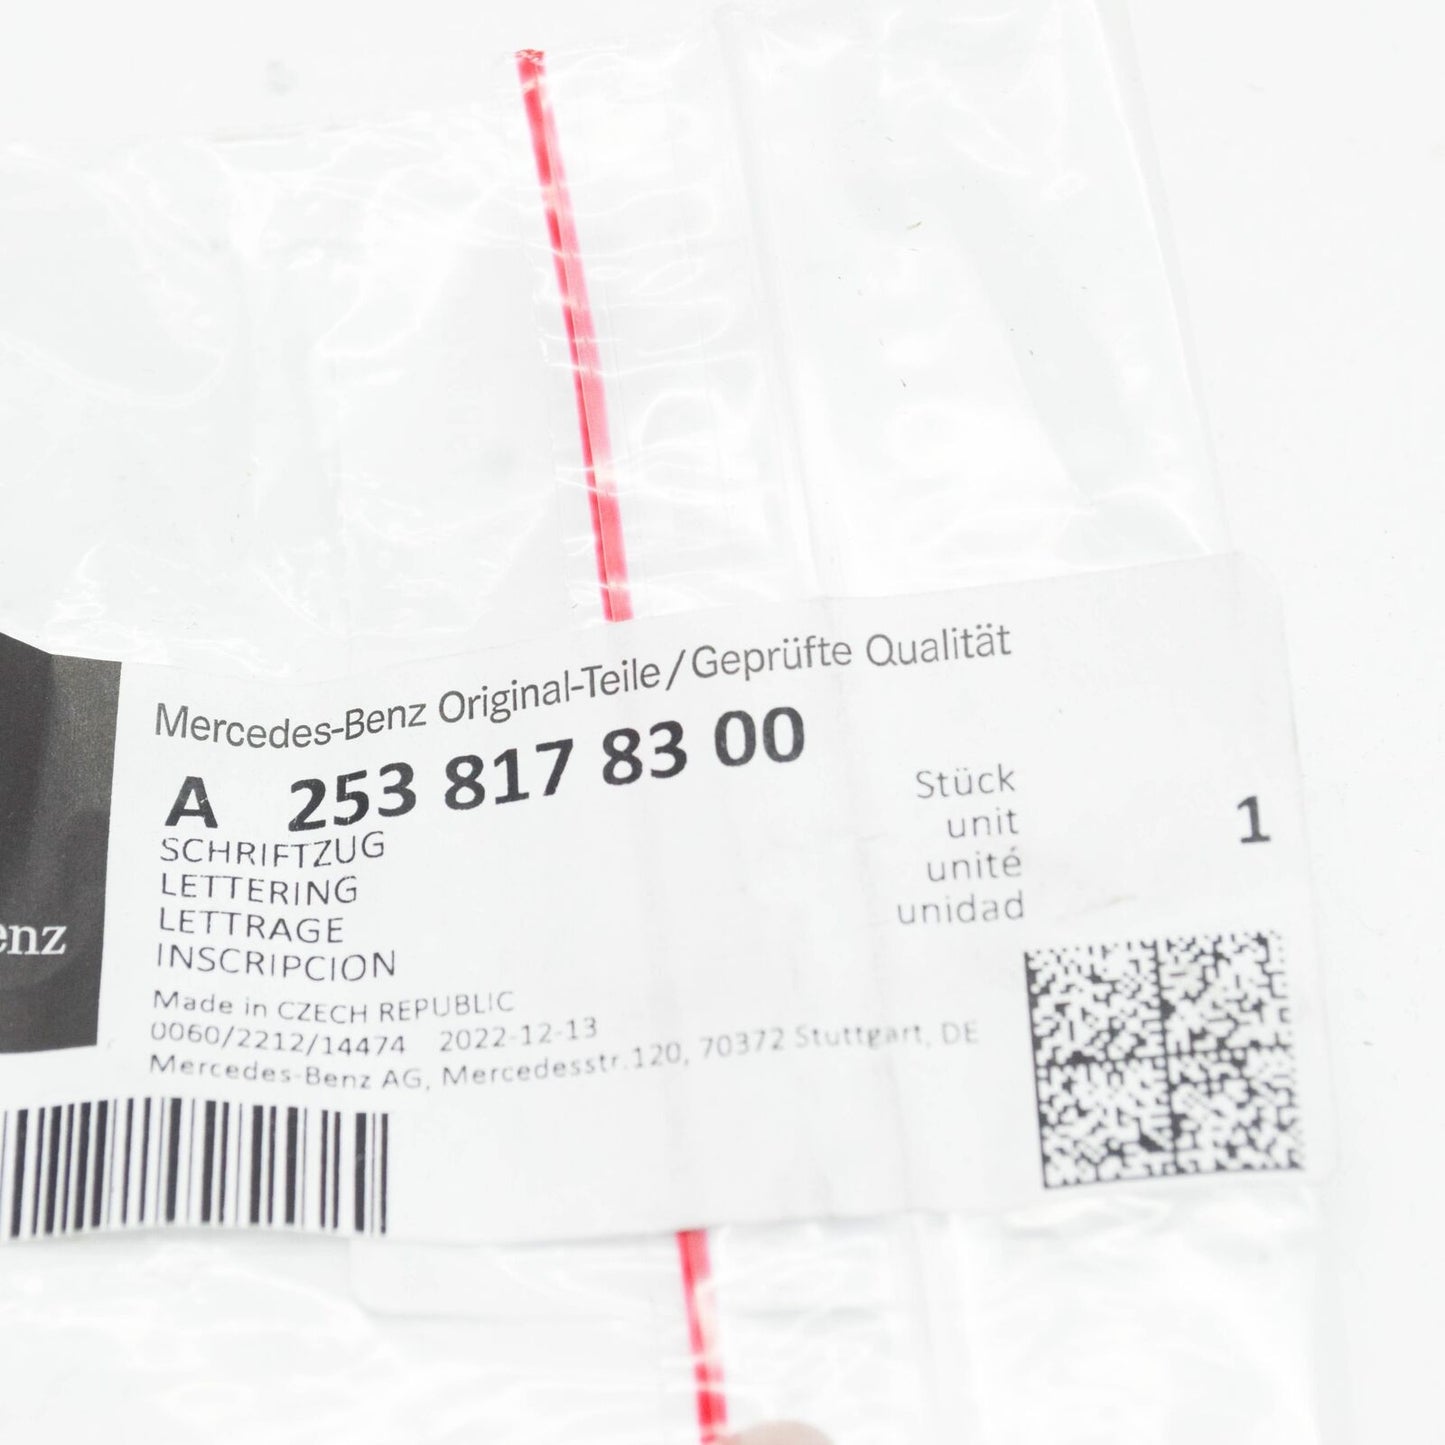 Mercedes-Benz Original-Teile/Geprüfte Qualität
A 253 817 83 00
SCHRIFTZUG
LETTERING
LETTRAGE
INSCRIPCION
Stück
unit
unité
unidad
1
Made in CZECH REPUBLIC
0060/2212/14474 2022-12-13
Mercedes-Benz AG, Mercedesstr.120, 70372 Stuttgart, DE
enz